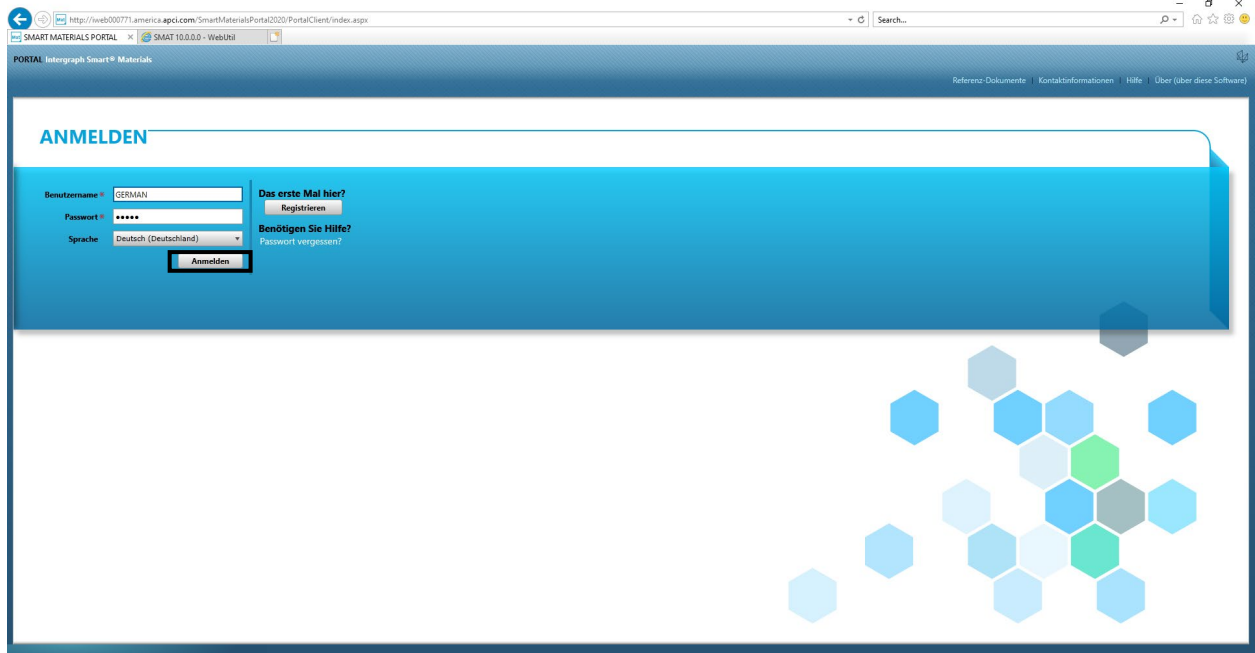 http://iweb000771.america.apci.com/SmartMaterialsPortal2020/PortalClient/index.aspx
Search...
SMART MATERIALS PORTAL
SMAT 10.0.0.0 - WebUtil
PORTAL Intergraph Smart® Materials
Referenz-Dokumente | Kontaktinformationen | Hilfe | Über (über diese Software)
ANMELDEN
Benutzername* GERMAN
Passwort* •••••
Sprache Deutsch (Deutschland)
Anmelden
Das erste Mal hier?
Registrieren
Benötigen Sie Hilfe?
Passwort vergessen?